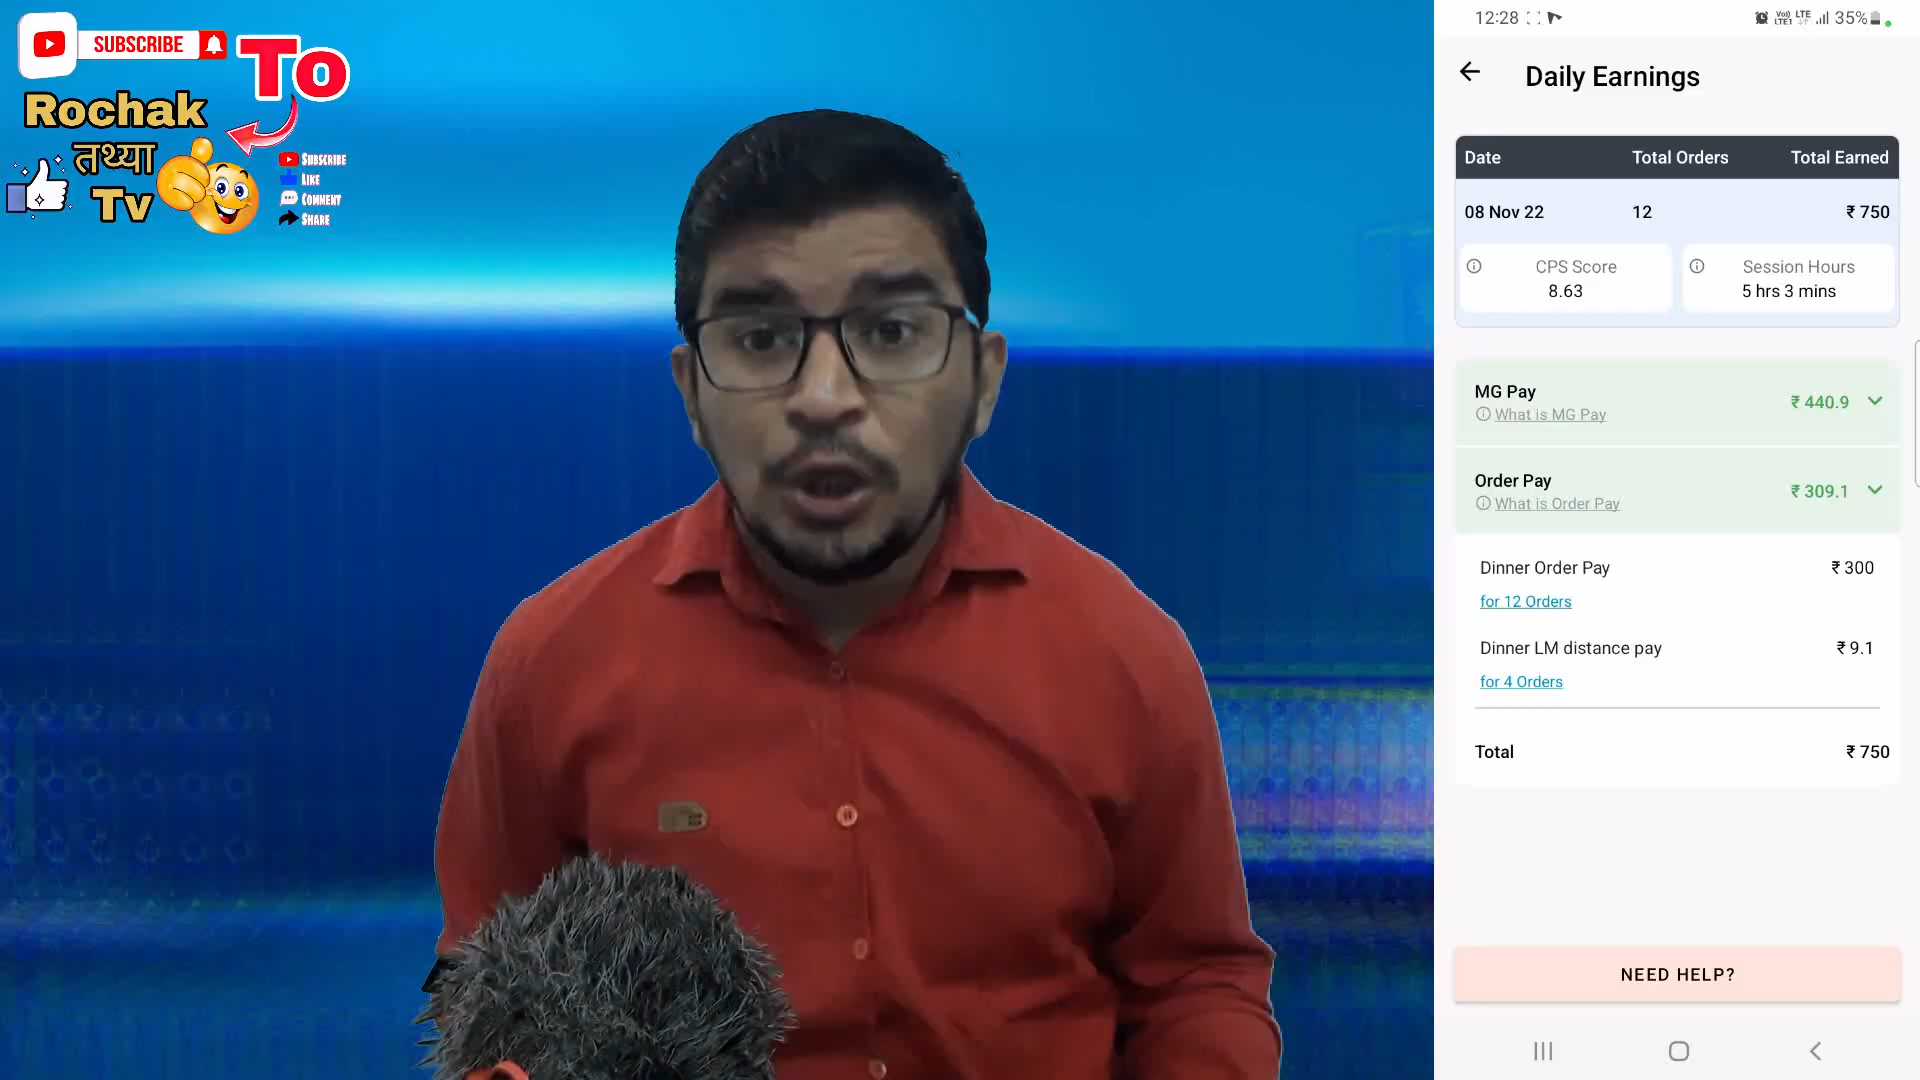 SUBSCRIBE
To
Rochak
तथ्या
Tv
SUBSCRIBE
LIKE
COMMENT
SHARE
12:28
Vo) LTE
LTE1
35%
Daily Earnings
Date Total Orders Total Earned
08 Nov 22 12 ₹ 750
CPS Score
8.63
Session Hours
5 hrs 3 mins
MG Pay
₹ 440.9
What is MG Pay
Order Pay
₹ 309.1
What is Order Pay
Dinner Order Pay ₹ 300
for 12 Orders
Dinner LM distance pay ₹ 9.1
for 4 Orders
Total ₹ 750
NEED HELP?